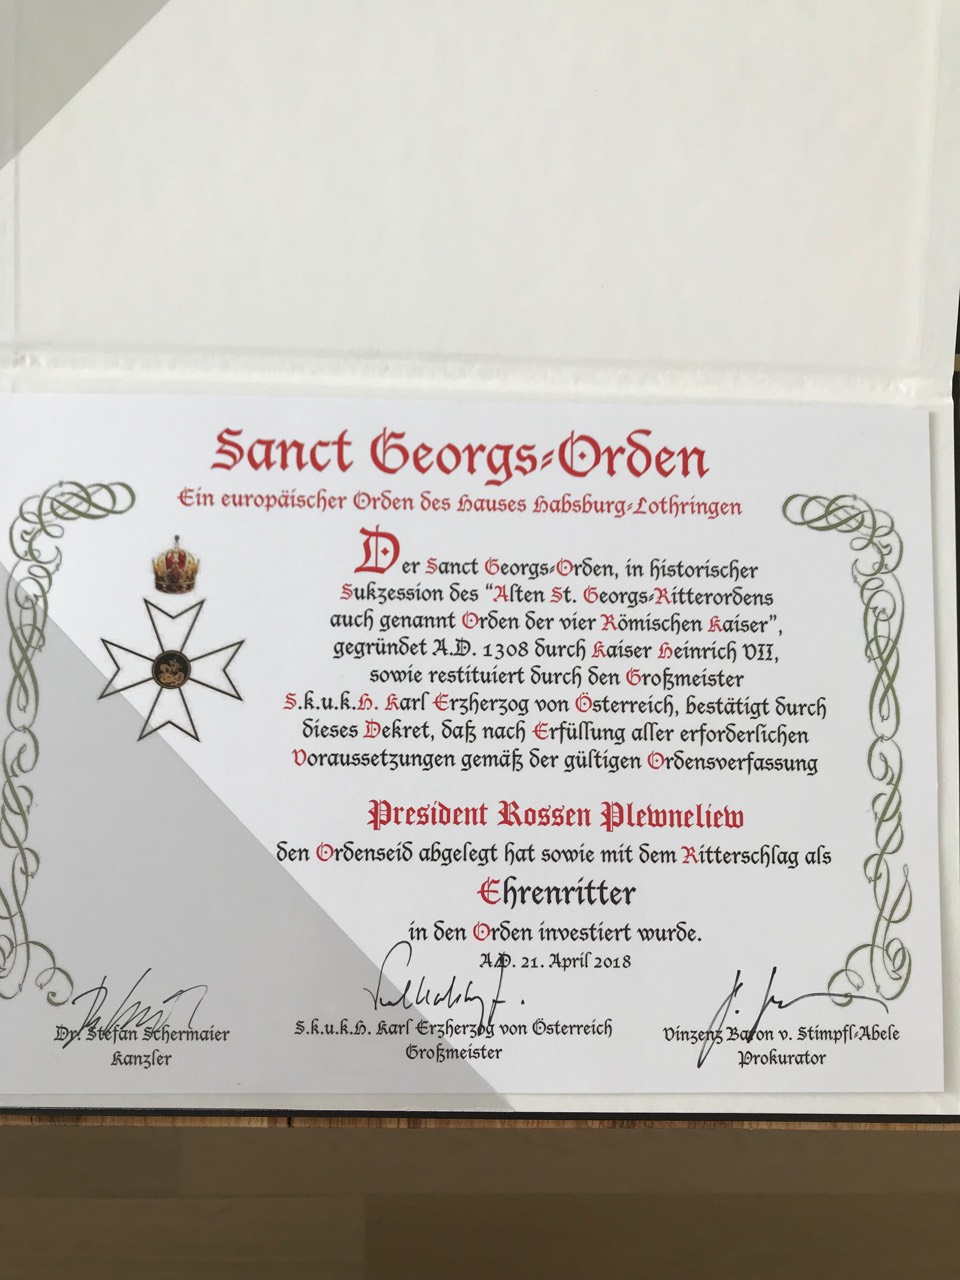 Sanct Georgs-Orden
Ein europäischer Orden des Hauses Habsburg-Lothringen
Der Sanct Georgs-Orden, in historischer
Sukzession des "Alten St. Georgs-Ritterordens
auch genannt Orden der vier Römischen Kaiser",
gegründet A.D. 1308 durch Kaiser Heinrich VII,
sowie restituiert durch den Großmeister
S.k.u.k.H. Karl Erzherzog von Österreich, bestätigt durch
dieses Dekret, daß nach Erfüllung aller erforderlichen
Voraussetzungen gemäß der gültigen Ordensverfassung
President Rossen Plewneliew
den Ordenseid abgelegt hat sowie mit dem Ritterschlag als
Ehrenritter
in den Orden investiert wurde.
A.D. 21. April 2018
Dr. Stefan Schermaier
Kanzler
S.k.u.k.H. Karl Erzherzog von Österreich
Großmeister
Vinzenz Baron v. Stimpfl-Abele
Prokurator